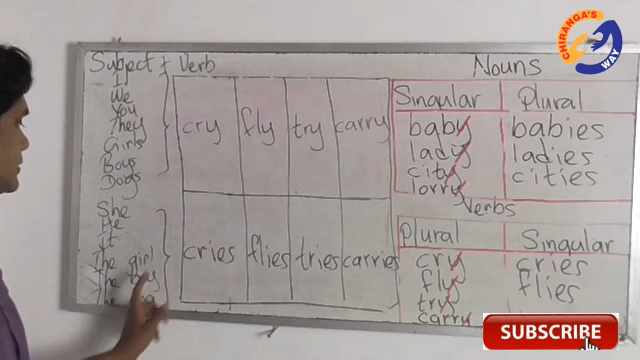 CHIRANGA'S WAY
Subject + Verb
I
We
You
They
Girls
Boys
Dogs
She
He
it
The girl
The boy
cry fly try carry
cries flies tries carries
Nouns
Singular Plural
baby babies
lady ladies
city cities
lorry
Verbs
Plural Singular
cry cries
fly flies
try
carry
SUBSCRIBE